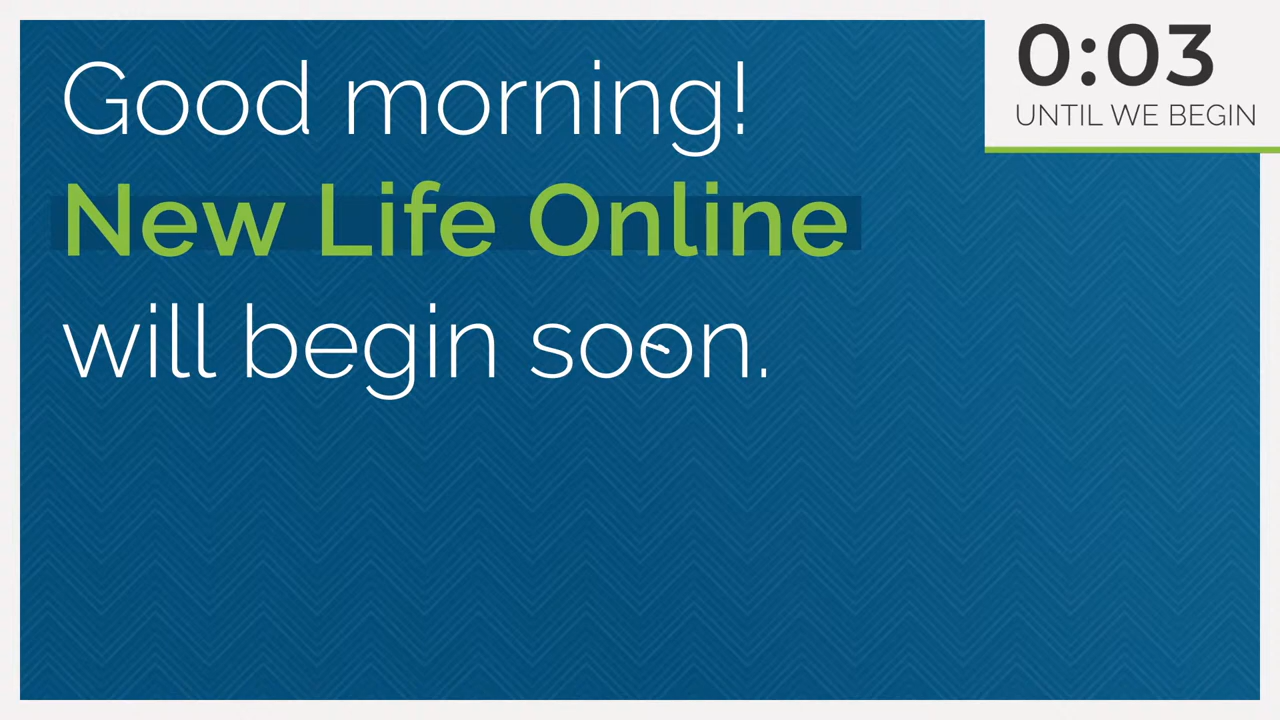 Good morning!
New Life Online
will begin soon.
0:03
UNTIL WE BEGIN